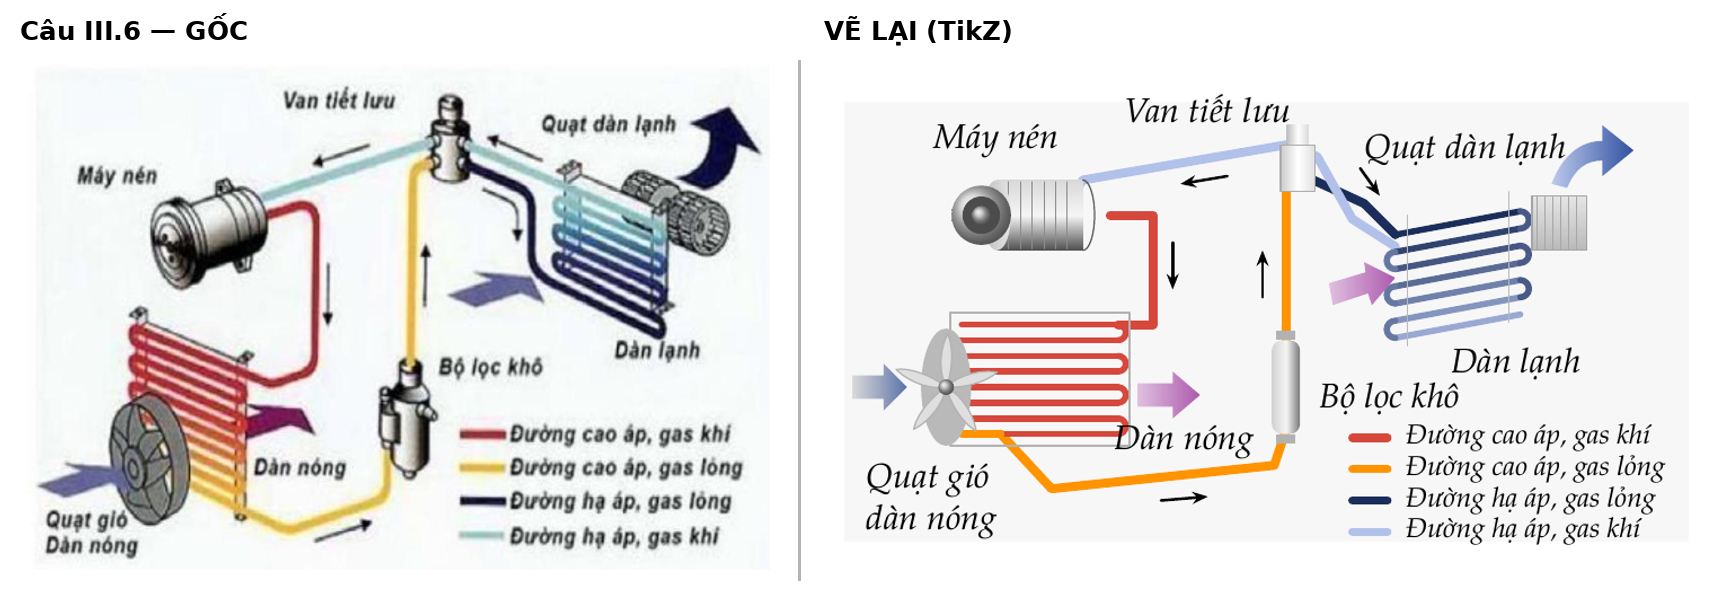 Câu III.6 — GỐC
Van tiết lưu
Quạt dàn lạnh
Máy nén
Dàn lạnh
Bộ lọc khô
Đường cao áp, gas khí
Dàn nóng
Đường cao áp, gas lỏng
Đường hạ áp, gas lỏng
Quạt gió
Dàn nóng
Đường hạ áp, gas khí
VẼ LẠI (TikZ)
Van tiết lưu
Máy nén
Quạt dàn lạnh
Dàn lạnh
Bộ lọc khô
Dàn nóng
Đường cao áp, gas khí
Đường cao áp, gas lỏng
Quạt gió
dàn nóng
Đường hạ áp, gas lỏng
Đường hạ áp, gas khí